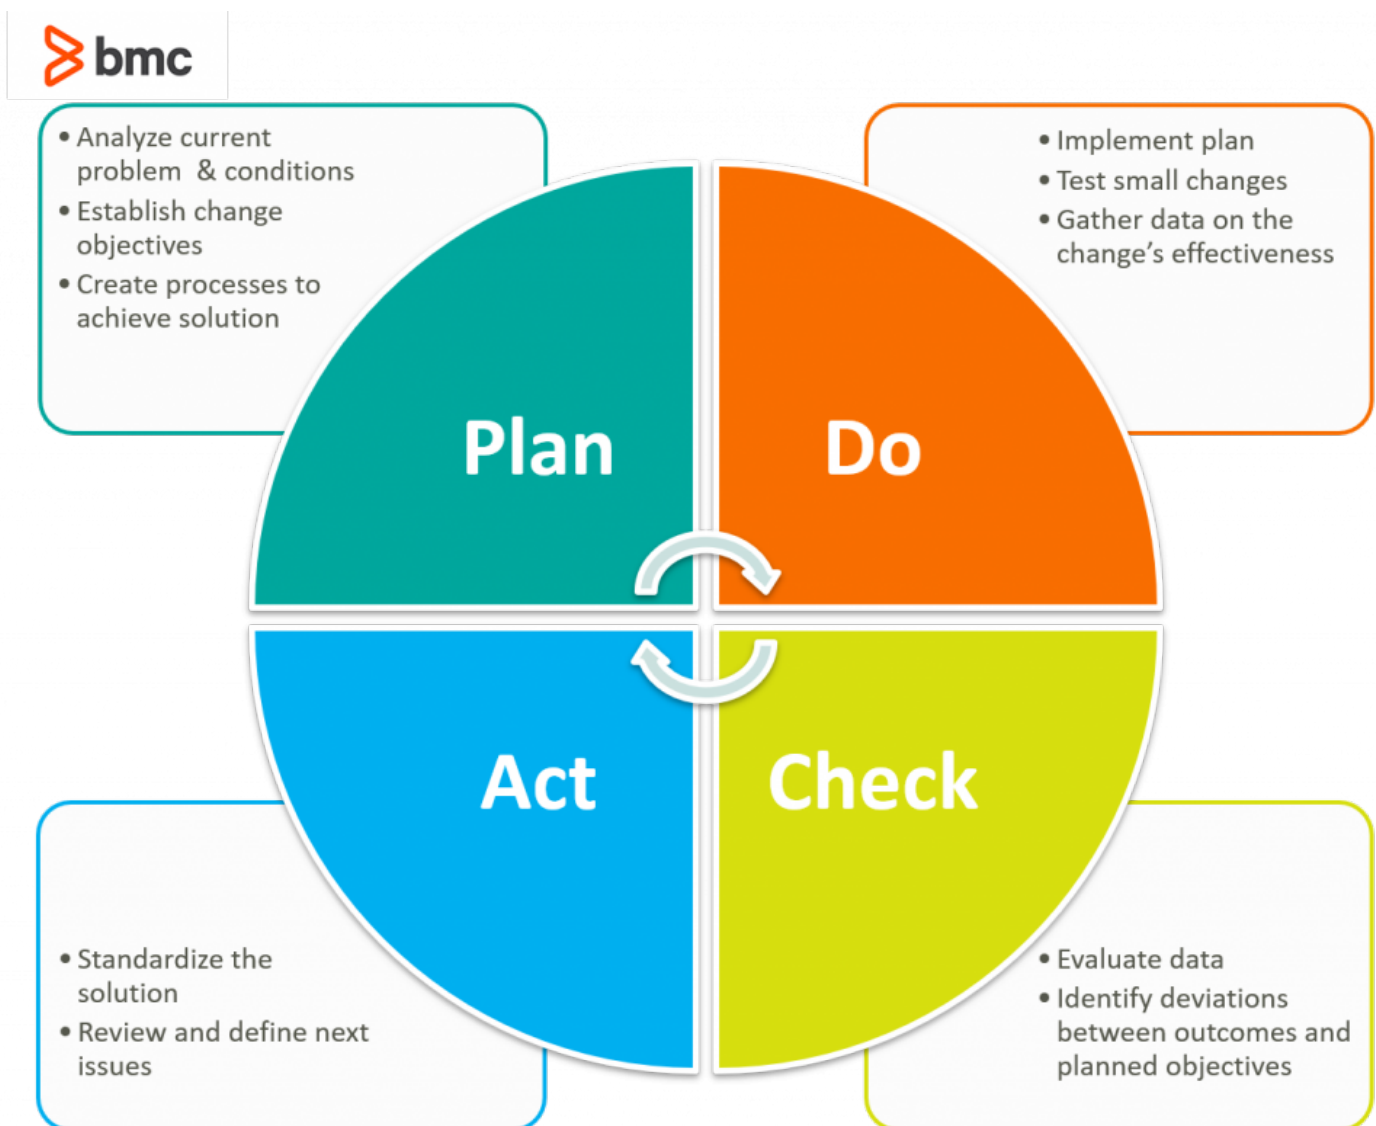 bmc
• Analyze current
problem & conditions
• Establish change
objectives
• Create processes to
achieve solution
• Implement plan
• Test small changes
• Gather data on the
change’s effectiveness
Plan
Do
Act
Check
• Standardize the
solution
• Review and define next
issues
• Evaluate data
• Identify deviations
between outcomes and
planned objectives